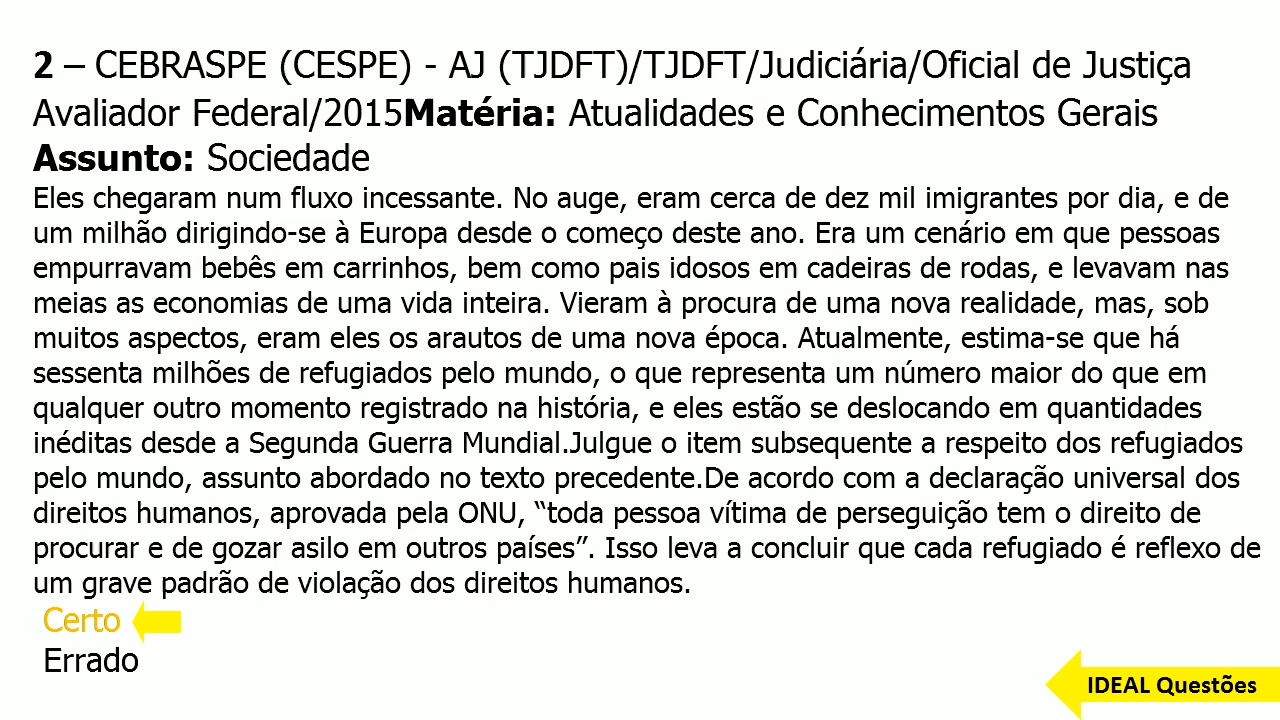 2 – CEBRASPE (CESPE) - AJ (TJDFT)/TJDFT/Judiciária/Oficial de Justiça
Avaliador Federal/2015Matéria: Atualidades e Conhecimentos Gerais
Assunto: Sociedade
Eles chegaram num fluxo incessante. No auge, eram cerca de dez mil imigrantes por dia, e de
um milhão dirigindo-se à Europa desde o começo deste ano. Era um cenário em que pessoas
empurravam bebês em carrinhos, bem como pais idosos em cadeiras de rodas, e levavam nas
meias as economias de uma vida inteira. Vieram à procura de uma nova realidade, mas, sob
muitos aspectos, eram eles os arautos de uma nova época. Atualmente, estima-se que há
sessenta milhões de refugiados pelo mundo, o que representa um número maior do que em
qualquer outro momento registrado na história, e eles estão se deslocando em quantidades
inéditas desde a Segunda Guerra Mundial.Julgue o item subsequente a respeito dos refugiados
pelo mundo, assunto abordado no texto precedente.De acordo com a declaração universal dos
direitos humanos, aprovada pela ONU, “toda pessoa vítima de perseguição tem o direito de
procurar e de gozar asilo em outros países”. Isso leva a concluir que cada refugiado é reflexo de
um grave padrão de violação dos direitos humanos.
Certo
Errado
IDEAL Questões